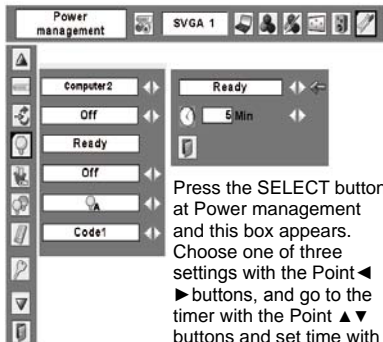 Power
management
SVGA 1
Computer2
Off
Ready
Off
A
Code1
Ready
5 Min
Press the SELECT button
at Power management
and this box appears.
Choose one of three
settings with the Point◄
►buttons, and go to the
timer with the Point ▲▼
buttons and set time with